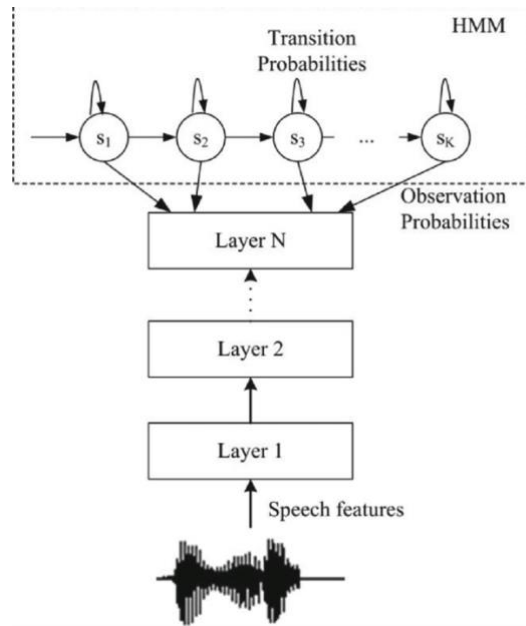 HMM
Transition
Probabilities
s1 s2 s3 ... sK
Observation
Probabilities
Layer N
Layer 2
Layer 1
Speech features